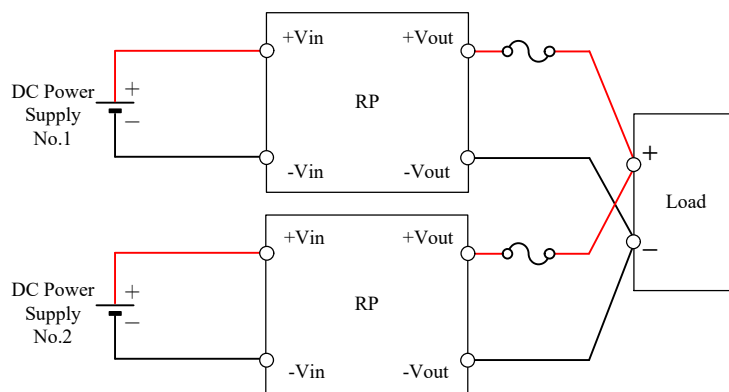 +Vin
+Vout
DC Power
Supply
No.1
+
−
RP
-Vin
-Vout
+
Load
−
+Vin
+Vout
DC Power
Supply
No.2
+
−
RP
-Vin
-Vout